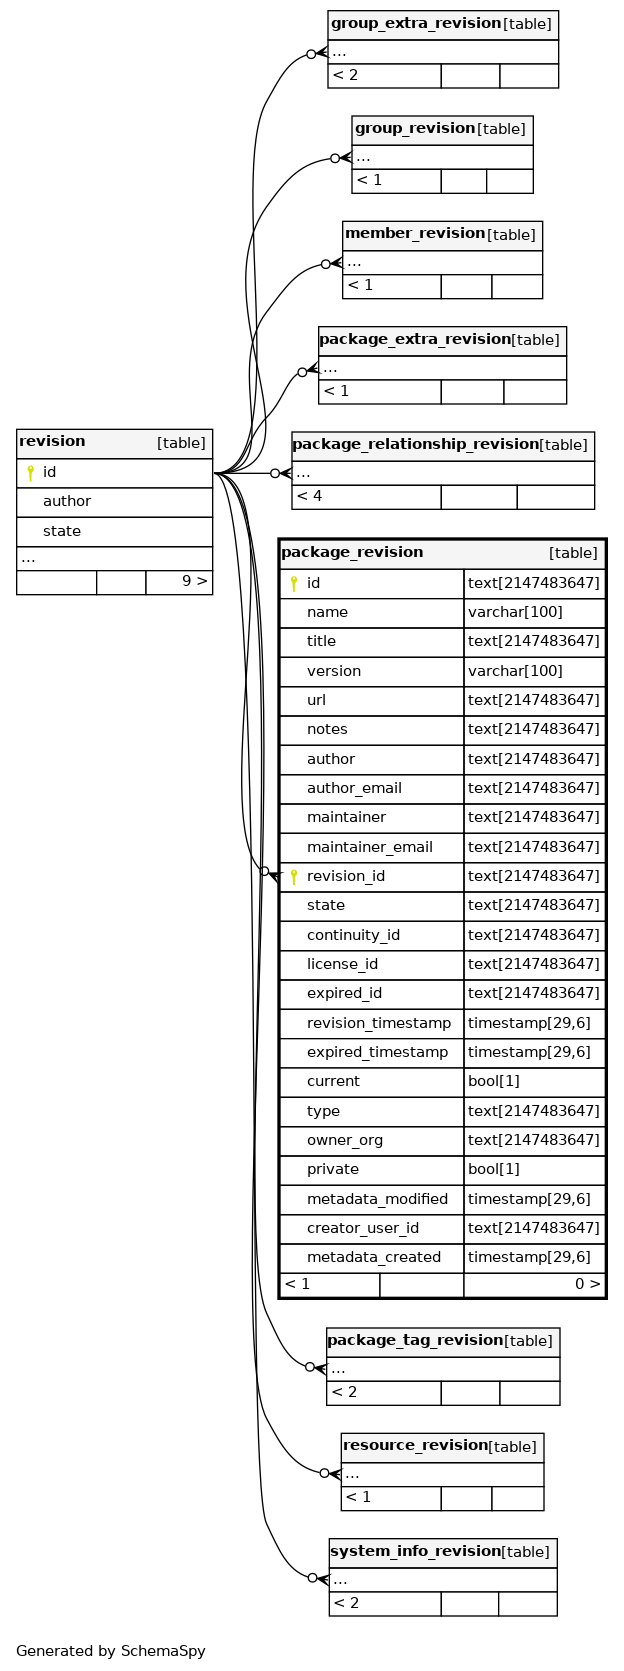 group_extra_revision [table]
...
< 2
group_revision [table]
...
< 1
member_revision [table]
...
< 1
package_extra_revision [table]
...
< 1
revision [table]
id
author
state
...
9 >
package_relationship_revision [table]
...
< 4
package_revision [table]
id text[2147483647]
name varchar[100]
title text[2147483647]
version varchar[100]
url text[2147483647]
notes text[2147483647]
author text[2147483647]
author_email text[2147483647]
maintainer text[2147483647]
maintainer_email text[2147483647]
revision_id text[2147483647]
state text[2147483647]
continuity_id text[2147483647]
license_id text[2147483647]
expired_id text[2147483647]
revision_timestamp timestamp[29,6]
expired_timestamp timestamp[29,6]
current bool[1]
type text[2147483647]
owner_org text[2147483647]
private bool[1]
metadata_modified timestamp[29,6]
creator_user_id text[2147483647]
metadata_created timestamp[29,6]
< 1 0 >
package_tag_revision [table]
...
< 2
resource_revision [table]
...
< 1
system_info_revision [table]
...
< 2
Generated by SchemaSpy